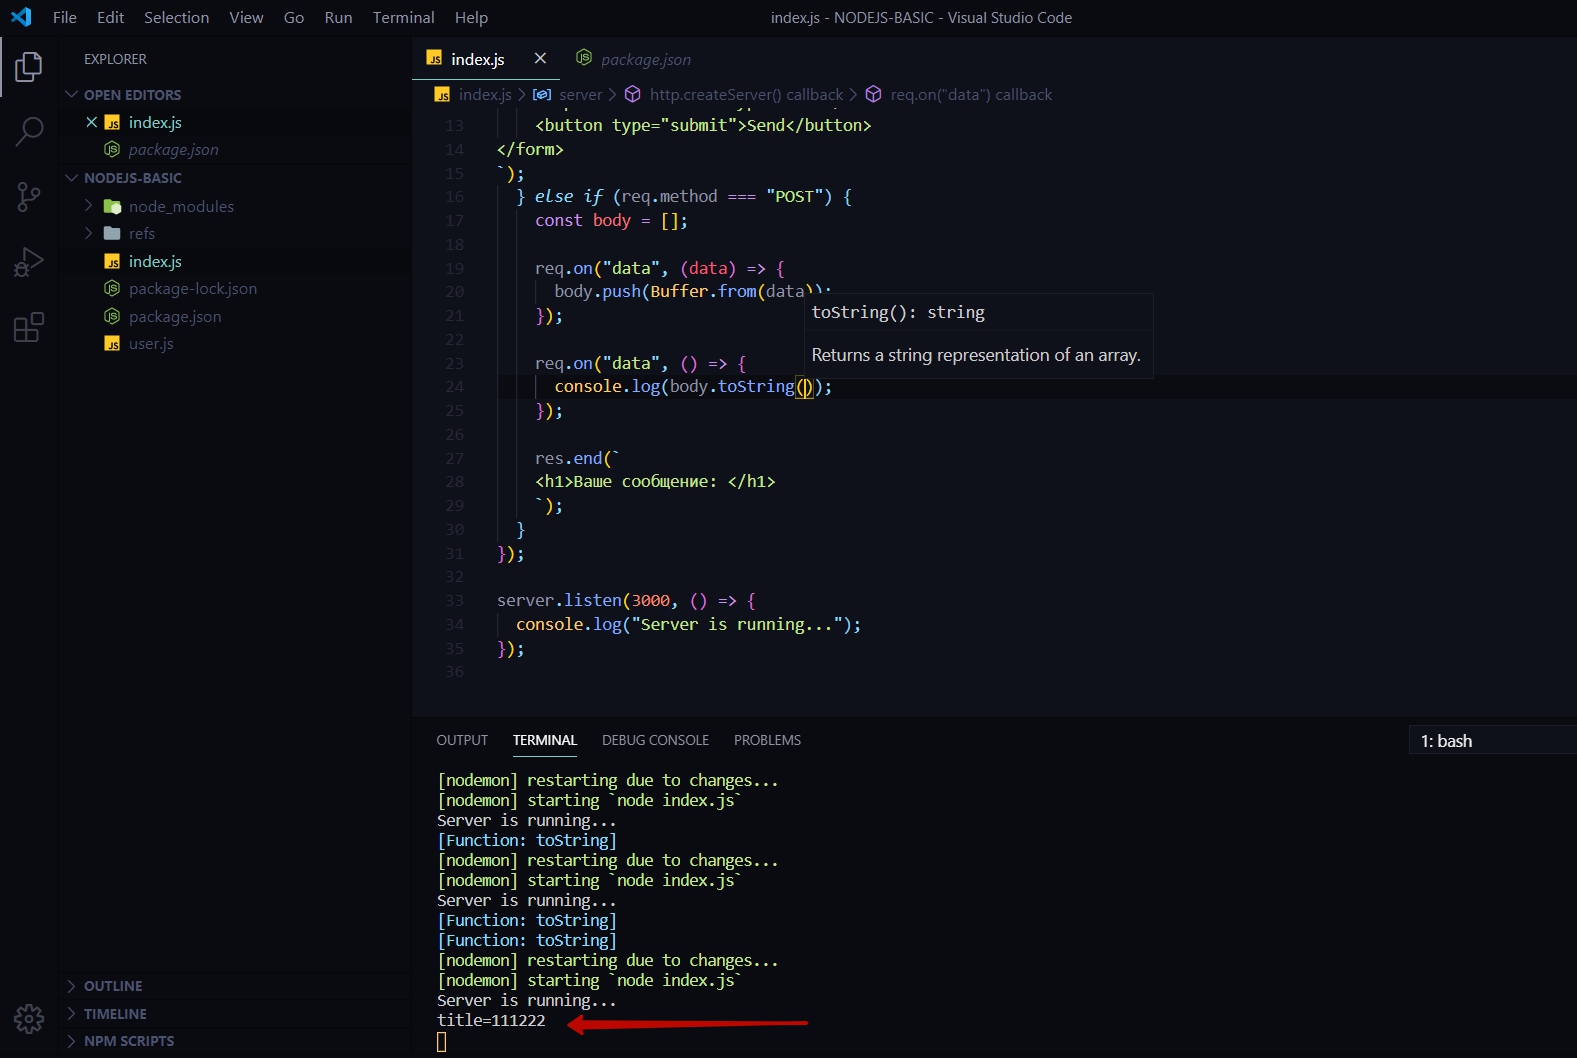 File Edit Selection View Go Run Terminal Help
index.js - NODEJS-BASIC - Visual Studio Code
EXPLORER
OPEN EDITORS
JS index.js
package.json
NODEJS-BASIC
node_modules
refs
JS index.js
package-lock.json
package.json
JS user.js
OUTLINE
TIMELINE
NPM SCRIPTS
JS index.js
package.json
JS index.js > server > http.createServer() callback > req.on("data") callback
13 <button type="submit">Send</button>
14 </form>
15 `);
16 } else if (req.method === "POST") {
17 const body = [];
18
19 req.on("data", (data) => {
20 body.push(Buffer.from(data));
21 });
22
23 req.on("data", () => {
24 console.log(body.toString());
25 });
26
27 res.end(`
28 <h1>Ваше сообщение: </h1>
29 `);
30 }
31 });
32
33 server.listen(3000, () => {
34 console.log("Server is running...");
35 });
36
toString(): string
Returns a string representation of an array.
OUTPUT TERMINAL DEBUG CONSOLE PROBLEMS
1: bash
[nodemon] restarting due to changes...
[nodemon] starting `node index.js`
Server is running...
[Function: toString]
[nodemon] restarting due to changes...
[nodemon] starting `node index.js`
Server is running...
[Function: toString]
[Function: toString]
[nodemon] restarting due to changes...
[nodemon] starting `node index.js`
Server is running...
title=111222